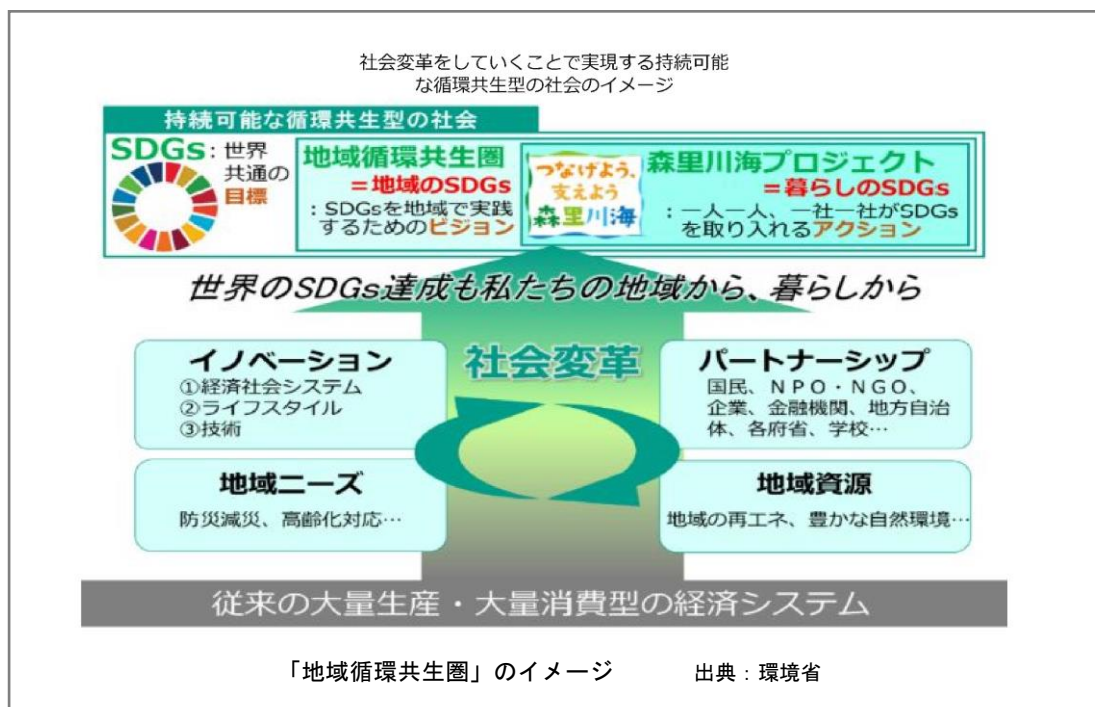 社会変革をしていくことで実現する持続可能
な循環共生型の社会のイメージ
持続可能な循環共生型の社会
SDGs:世界
共通の
目標
地域循環共生圏
＝地域のSDGs
:SDGsを地域で実践
するためのビジョン
つなげよう、
支えよう
森里川海
森里川海プロジェクト
＝暮らしのSDGs
:一人一人、一社一社がSDGs
を取り入れるアクション
世界のSDGs達成も私たちの地域から、暮らしから
社会変革
イノベーション
①経済社会システム
②ライフスタイル
③技術
パートナーシップ
国民、ＮＰＯ・ＮＧＯ、
企業、金融機関、地方自治
体、各府省、学校…
地域ニーズ
防災減災、高齢化対応…
地域資源
地域の再エネ、豊かな自然環境…
従来の大量生産・大量消費型の経済システム
「地域循環共生圏」のイメージ　　出典：環境省